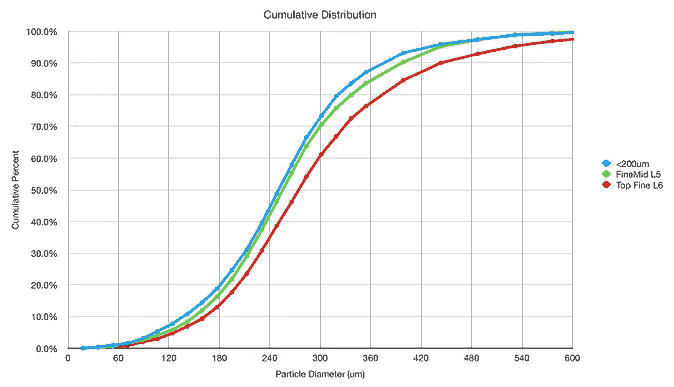 Cumulative Distribution
100.0%
90.0%
80.0%
70.0%
60.0%
50.0%
40.0%
30.0%
20.0%
10.0%
0.0%
Cumulative Percent
0 60 120 180 240 300 360 420 480 540 600
Particle Diameter (um)
<200um
FineMid L5
Top Fine L6